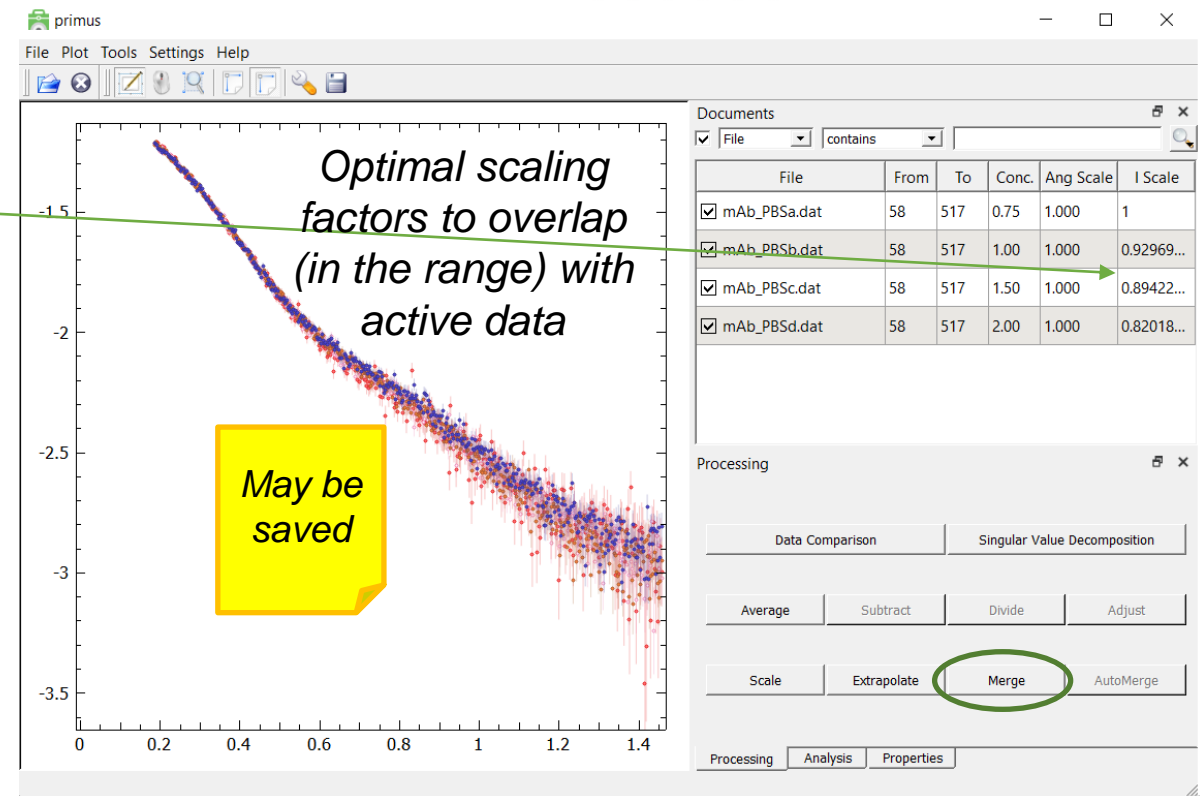 primus
File Plot Tools Settings Help
Optimal scaling
factors to overlap
(in the range) with
active data
May be
saved
-1.5
-2
-2.5
-3
-3.5
0 0.2 0.4 0.6 0.8 1 1.2 1.4
Documents
File contains
File From To Conc. Ang Scale I Scale
mAb_PBSa.dat 58 517 0.75 1.000 1
mAb_PBSb.dat 58 517 1.00 1.000 0.92969...
mAb_PBSc.dat 58 517 1.50 1.000 0.89422...
mAb_PBSd.dat 58 517 2.00 1.000 0.82018...
Processing
Data Comparison Singular Value Decomposition
Average Subtract Divide Adjust
Scale Extrapolate Merge AutoMerge
Processing Analysis Properties